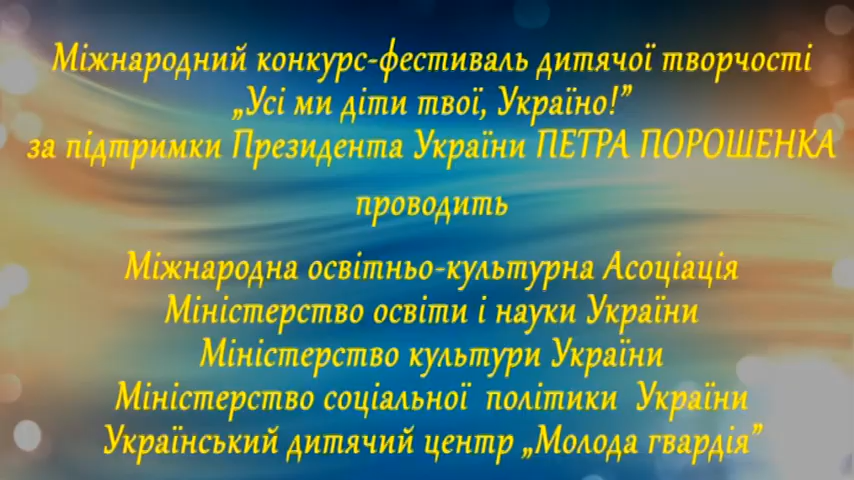 Міжнародний конкурс-фестиваль дитячої творчості
„Усі ми діти твої, Україно!”
за підтримки Президента України ПЕТРА ПОРОШЕНКА
проводить
Міжнародна освітньо-культурна Асоціація
Міністерство освіти і науки України
Міністерство культури України
Міністерство соціальної політики України
Український дитячий центр „Молода гвардія”